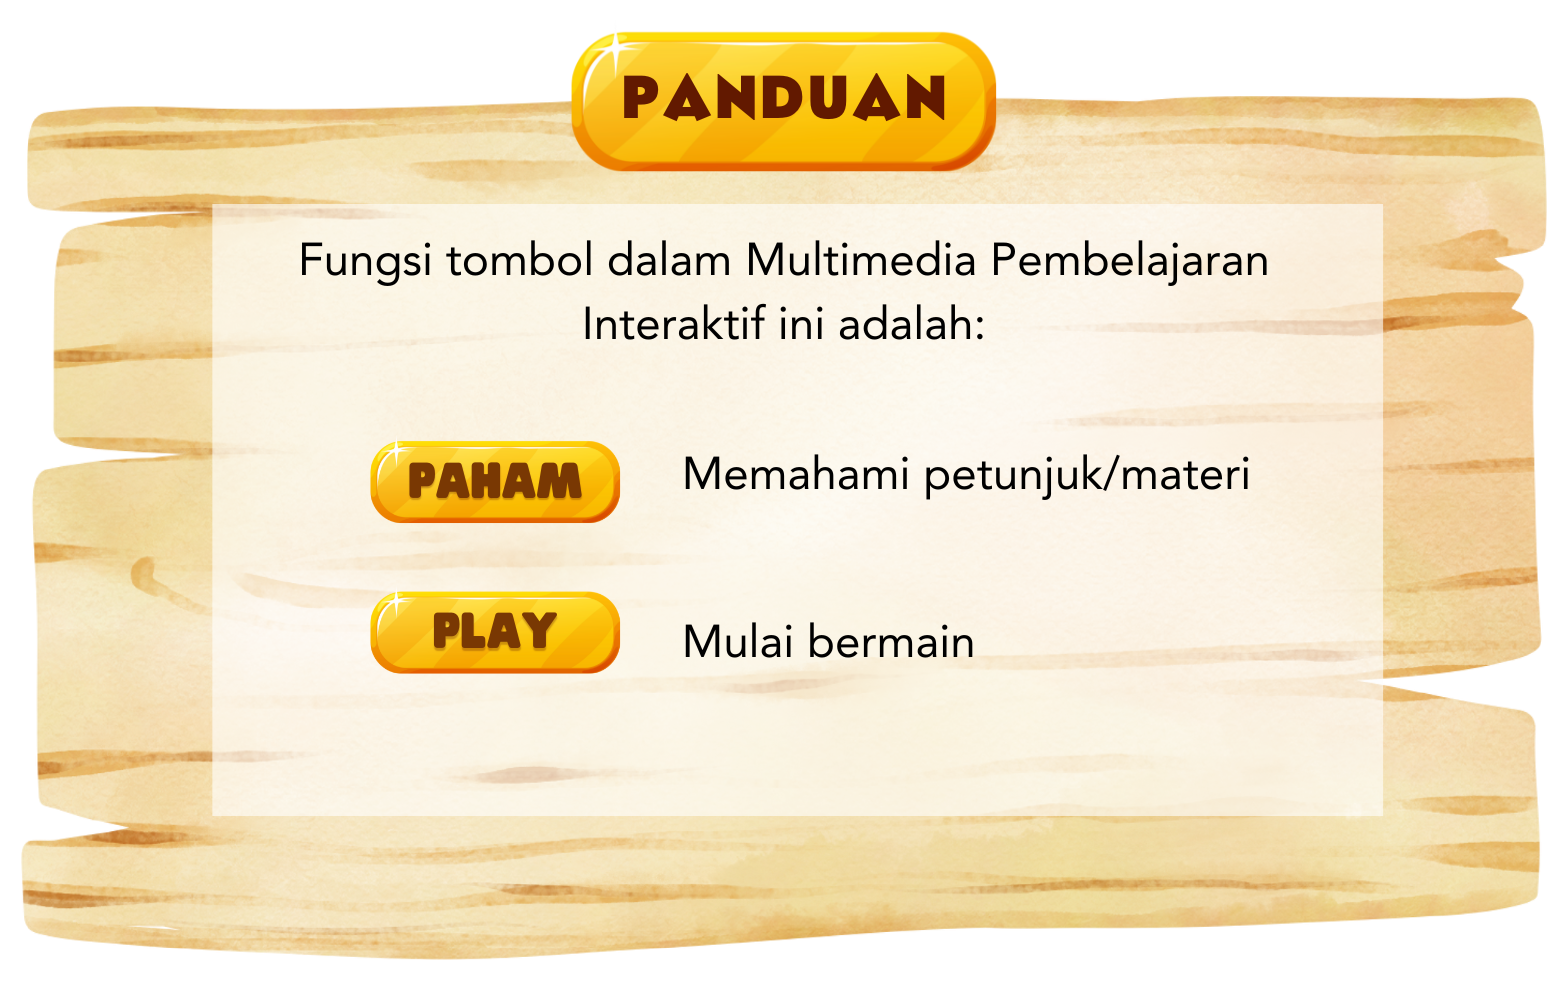 PANDUAN
Fungsi tombol dalam Multimedia Pembelajaran
Interaktif ini adalah:
PAHAM Memahami petunjuk/materi
PLAY Mulai bermain